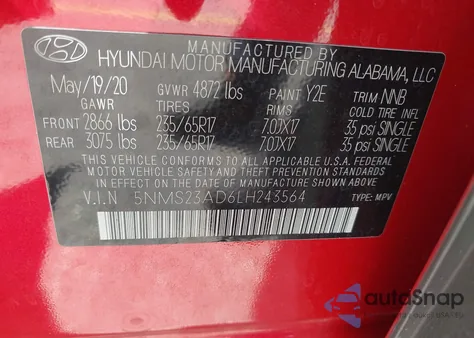 MANUFACTURED BY
HYUNDAI MOTOR MANUFACTURING ALABAMA, LLC
May/19/20 GVWR 4872 lbs PAINT Y2E TRIM NNB
GAWR TIRES RIMS COLD TIRE INFL
FRONT 2866 lbs 235/65R17 7.0JX17 35 psi SINGLE
REAR 3075 lbs 235/65R17 7.0JX17 35 psi SINGLE
THIS VEHICLE CONFORMS TO ALL APPLICABLE U.S.A. FEDERAL
MOTOR VEHICLE SAFETY AND THEFT PREVENTION
STANDARDS IN EFFECT ON THE DATE OF MANUFACTURE SHOWN ABOVE.
V.I.N 5NMS23AD6LH243564 TYPE: MPV
autoSnap